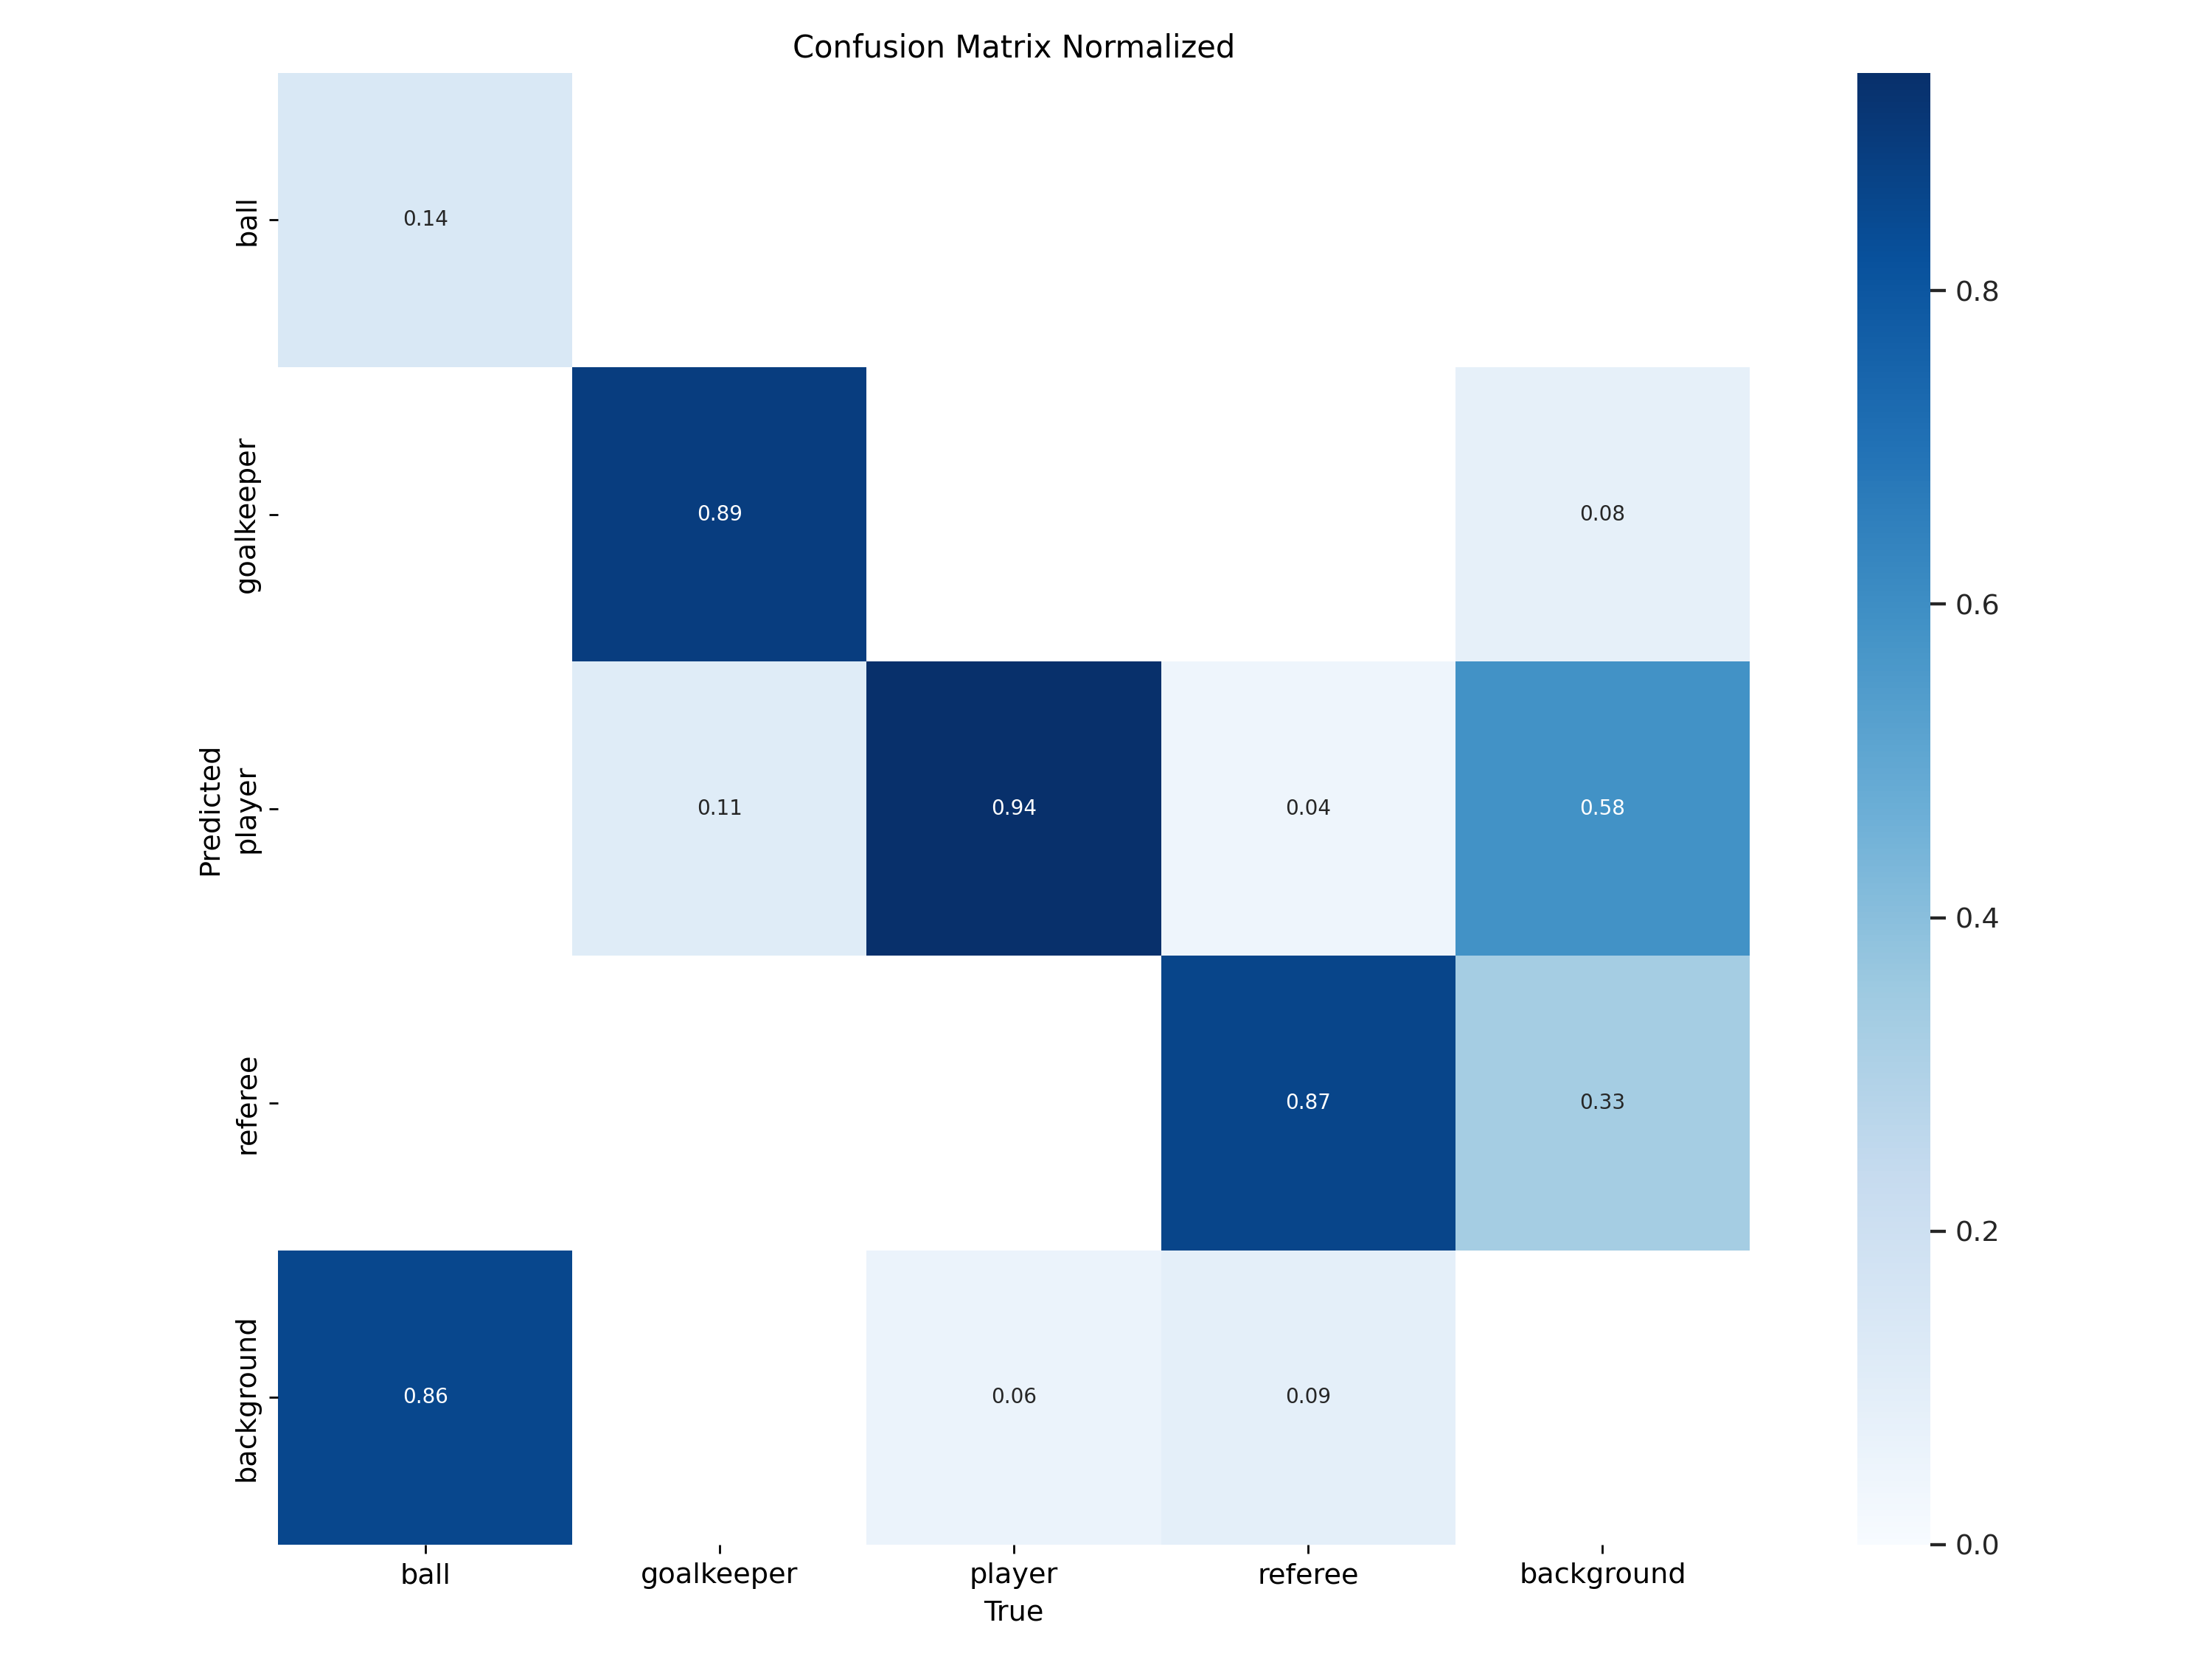 Confusion Matrix Normalized
ball
0.14
0.8
goalkeeper
0.89
0.08
0.6
Predicted
player
0.11
0.94
0.04
0.58
0.4
referee
0.87
0.33
0.2
background
0.86
0.06
0.09
0.0
ball
goalkeeper
player
referee
background
True